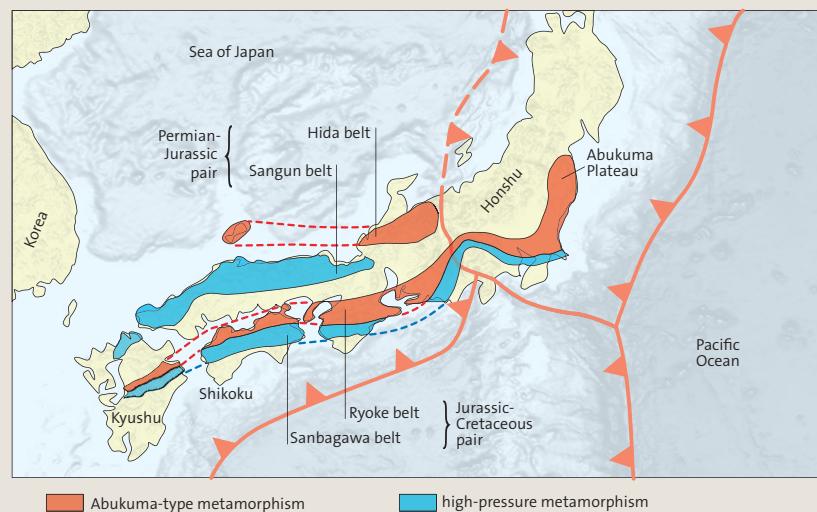 Sea of Japan
Permian-
Jurassic
pair
Hida belt
Sangun belt
Abukuma
Plateau
Honshu
Korea
Pacific
Ocean
Shikoku
Kyushu
Ryoke belt
Sanbagawa belt
Jurassic-
Cretaceous
pair
Abukuma-type metamorphism
high-pressure metamorphism